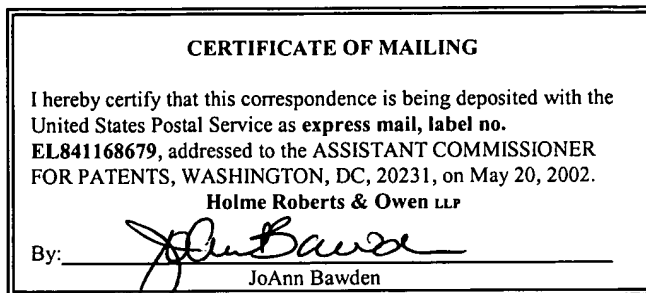 CERTIFICATE OF MAILING
I hereby certify that this correspondence is being deposited with the
United States Postal Service as express mail, label no.
EL841168679, addressed to the ASSISTANT COMMISSIONER
FOR PATENTS, WASHINGTON, DC, 20231, on May 20, 2002.
Holme Roberts & Owen LLP
By: JoAnn Bawden
JoAnn Bawden